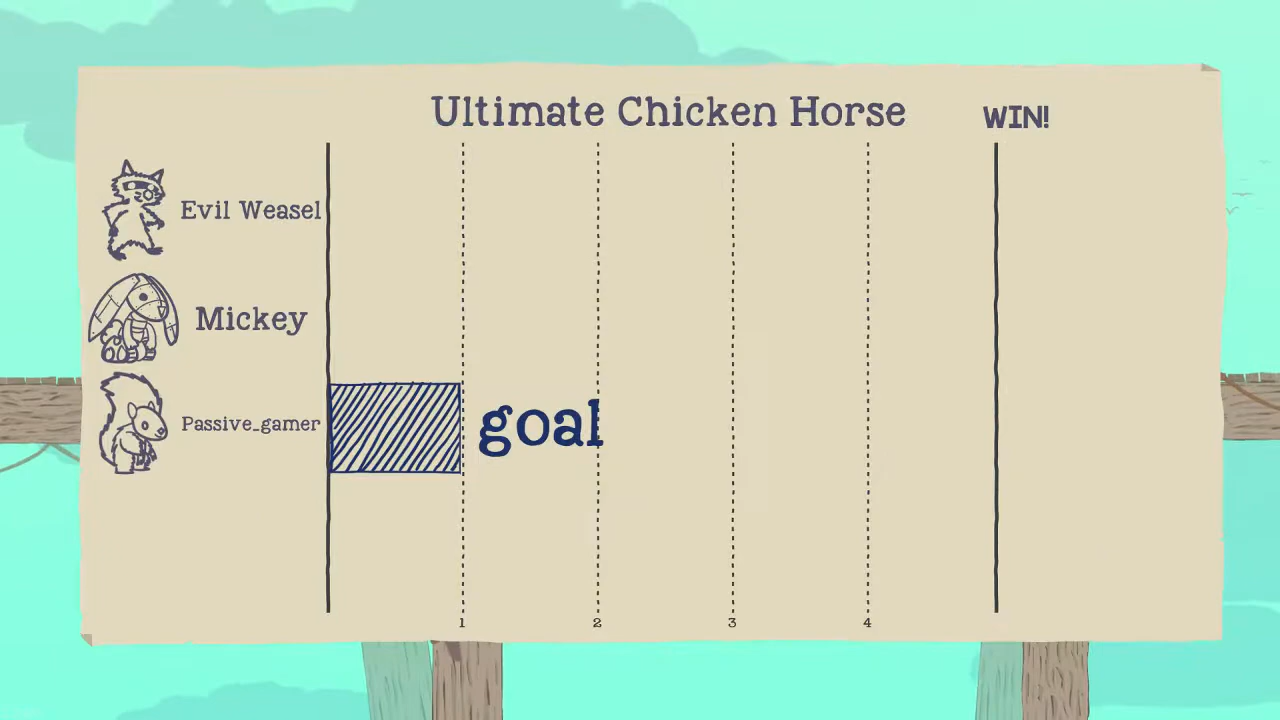 Ultimate Chicken Horse
WIN!
Evil Weasel
Mickey
Passive_gamer
goal
1 2 3 4